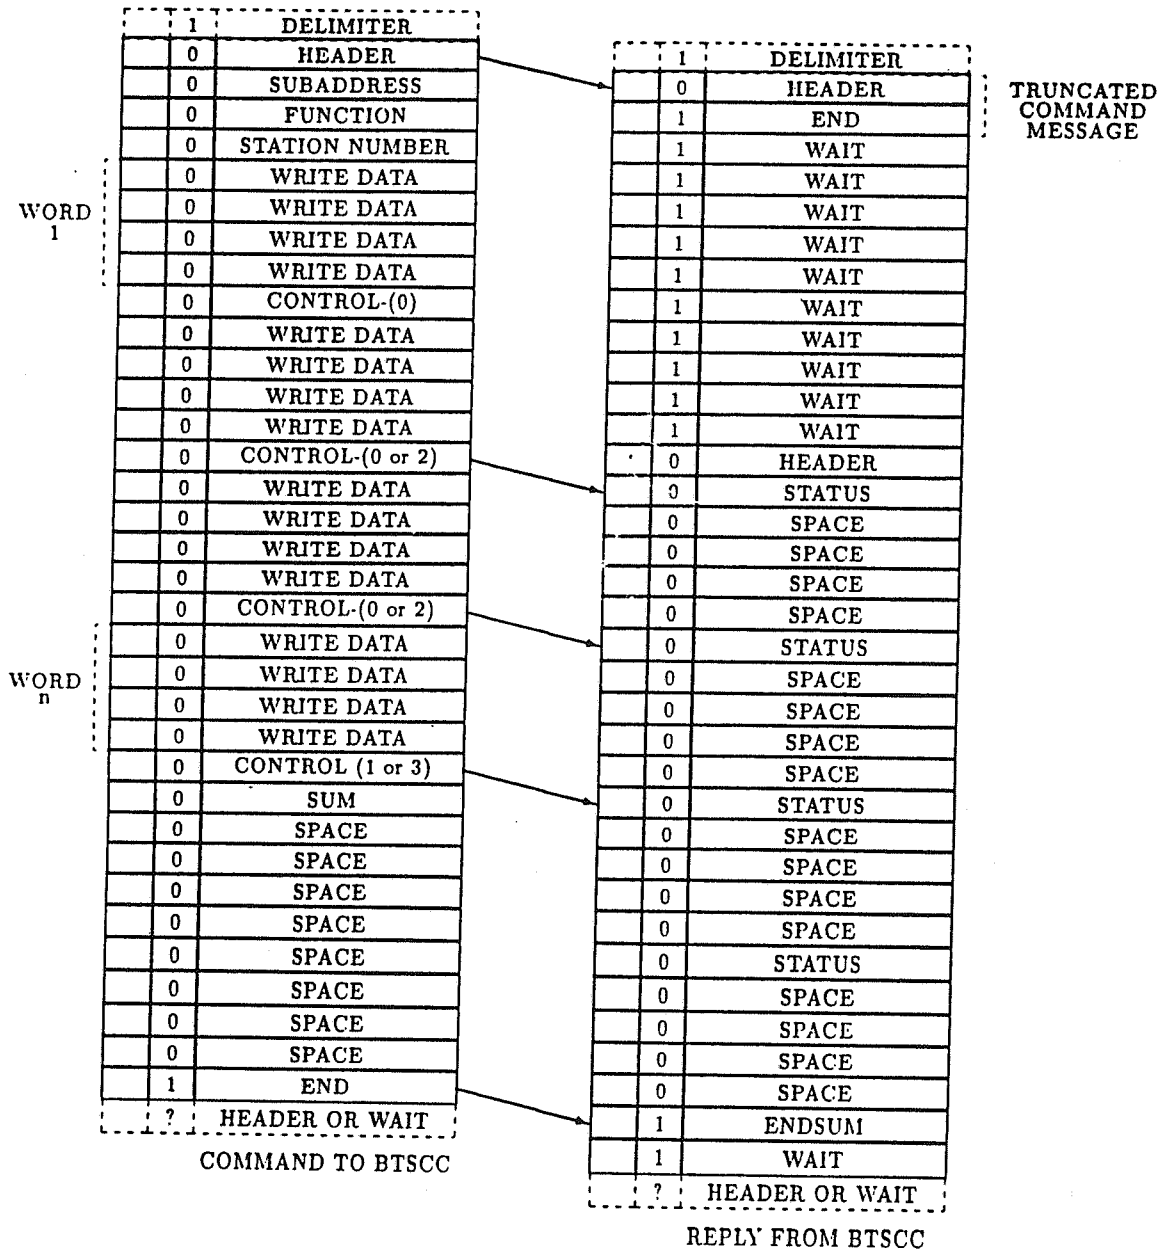 1 DELIMITER
0 HEADER
0 SUBADDRESS
0 FUNCTION
0 STATION NUMBER
WORD
1
0 WRITE DATA
0 WRITE DATA
0 WRITE DATA
0 WRITE DATA
0 CONTROL-(0)
0 WRITE DATA
0 WRITE DATA
0 WRITE DATA
0 WRITE DATA
0 CONTROL-(0 or 2)
0 WRITE DATA
0 WRITE DATA
0 WRITE DATA
0 WRITE DATA
0 CONTROL-(0 or 2)
WORD
n
0 WRITE DATA
0 WRITE DATA
0 WRITE DATA
0 WRITE DATA
0 CONTROL (1 or 3)
0 SUM
0 SPACE
0 SPACE
0 SPACE
0 SPACE
0 SPACE
0 SPACE
0 SPACE
0 SPACE
1 END
? HEADER OR WAIT
COMMAND TO BTSCC
1 DELIMITER
0 HEADER
1 END
TRUNCATED
COMMAND
MESSAGE
1 WAIT
1 WAIT
1 WAIT
1 WAIT
1 WAIT
1 WAIT
1 WAIT
1 WAIT
1 WAIT
1 WAIT
0 HEADER
0 STATUS
0 SPACE
0 SPACE
0 SPACE
0 SPACE
0 STATUS
0 SPACE
0 SPACE
0 SPACE
0 SPACE
0 STATUS
0 SPACE
0 SPACE
0 SPACE
0 SPACE
0 STATUS
0 SPACE
0 SPACE
0 SPACE
0 SPACE
1 ENDSUM
1 WAIT
? HEADER OR WAIT
REPLY FROM BTSCC